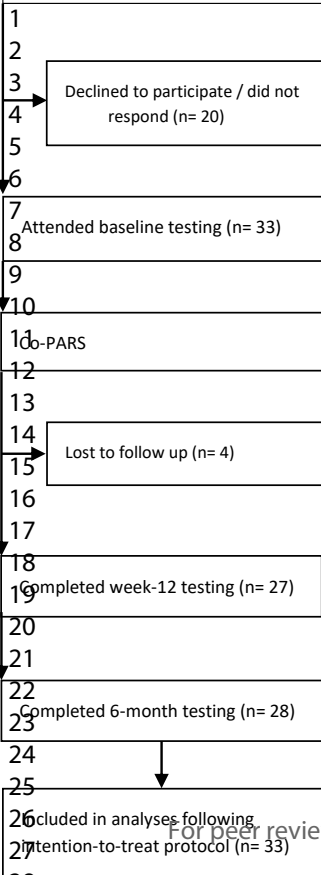 1
2
3
Declined to participate / did not
4
respond (n= 20)
5
6
7
Attended baseline testing (n= 33)
8
9
10
11
Co-PARS
12
13
14
Lost to follow up (n= 4)
15
16
17
18
Completed week-12 testing (n= 27)
19
20
21
22
Completed 6-month testing (n= 28)
23
24
25
26
Included in analyses following
For peer revie
27
intention-to-treat protocol (n= 33)